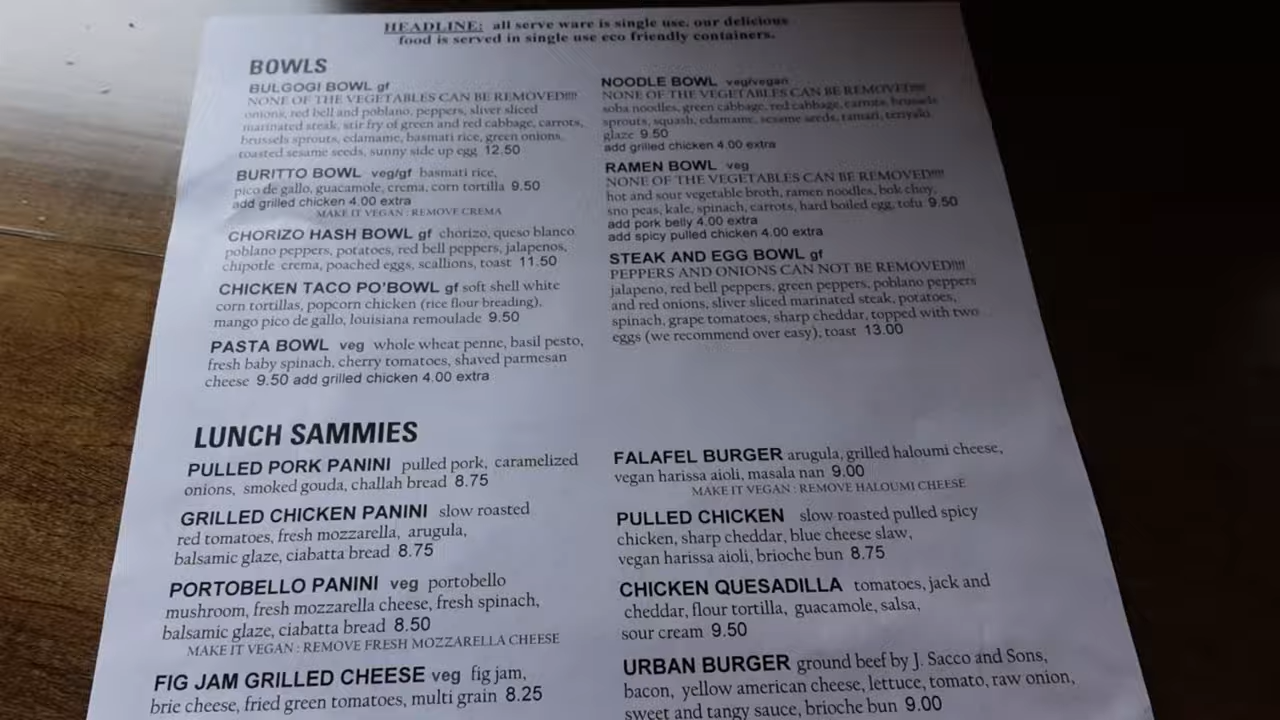 HEADLINE: all serve ware is single use. our delicious
food is served in single use eco friendly containers.
BOWLS
BULGOGI BOWL gf
NONE OF THE VEGETABLES CAN BE REMOVED!!!!
onions, red bell and poblano, peppers, sliver sliced
marinated steak, stir fry of green and red cabbage, carrots,
brussels sprouts, edamame, basmati rice, green onions,
toasted sesame seeds, sunny side up egg 12.50
BURITTO BOWL veg/gf basmati rice,
pico de gallo, guacamole, crema, corn tortilla 9.50
add grilled chicken 4.00 extra
MAKE IT VEGAN : REMOVE CREMA
CHORIZO HASH BOWL gf chorizo, queso blanco
poblano peppers, potatoes, red bell peppers, jalapenos,
chipotle crema, poached eggs, scallions, toast 11.50
CHICKEN TACO PO'BOWL gf soft shell white
corn tortillas, popcorn chicken (rice flour breading),
mango pico de gallo, louisiana remoulade 9.50
PASTA BOWL veg whole wheat penne, basil pesto,
fresh baby spinach, cherry tomatoes, shaved parmesan
cheese 9.50 add grilled chicken 4.00 extra
NOODLE BOWL veg/vegan
NONE OF THE VEGETABLES CAN BE REMOVED!!!!
soba noodles, green cabbage, red cabbage, carrots, brussels
sprouts, squash, edamame, sesame seeds, tamari, teriyaki
glaze 9.50
add grilled chicken 4.00 extra
RAMEN BOWL veg
NONE OF THE VEGETABLES CAN BE REMOVED!!!!
hot and sour vegetable broth, ramen noodles, bok choy,
sno peas, kale, spinach, carrots, hard boiled egg, tofu 9.50
add pork belly 4.00 extra
add spicy pulled chicken 4.00 extra
STEAK AND EGG BOWL gf
PEPPERS AND ONIONS CAN NOT BE REMOVED!!!!
jalapeno, red bell peppers, green peppers, poblano peppers
and red onions, sliver sliced marinated steak, potatoes,
spinach, grape tomatoes, sharp cheddar, topped with two
eggs (we recommend over easy), toast 13.00
LUNCH SAMMIES
PULLED PORK PANINI pulled pork, caramelized
onions, smoked gouda, challah bread 8.75
GRILLED CHICKEN PANINI slow roasted
red tomatoes, fresh mozzarella, arugula,
balsamic glaze, ciabatta bread 8.75
PORTOBELLO PANINI veg portobello
mushroom, fresh mozzarella cheese, fresh spinach,
balsamic glaze, ciabatta bread 8.50
MAKE IT VEGAN : REMOVE FRESH MOZZARELLA CHEESE
FIG JAM GRILLED CHEESE veg fig jam,
brie cheese, fried green tomatoes, multi grain 8.25
FALAFEL BURGER arugula, grilled haloumi cheese,
vegan harissa aioli, masala nan 9.00
MAKE IT VEGAN : REMOVE HALOUMI CHEESE
PULLED CHICKEN slow roasted pulled spicy
chicken, sharp cheddar, blue cheese slaw,
vegan harissa aioli, brioche bun 8.75
CHICKEN QUESADILLA tomatoes, jack and
cheddar, flour tortilla, guacamole, salsa,
sour cream 9.50
URBAN BURGER ground beef by J. Sacco and Sons,
bacon, yellow american cheese, lettuce, tomato, raw onion,
sweet and tangy sauce, brioche bun 9.00